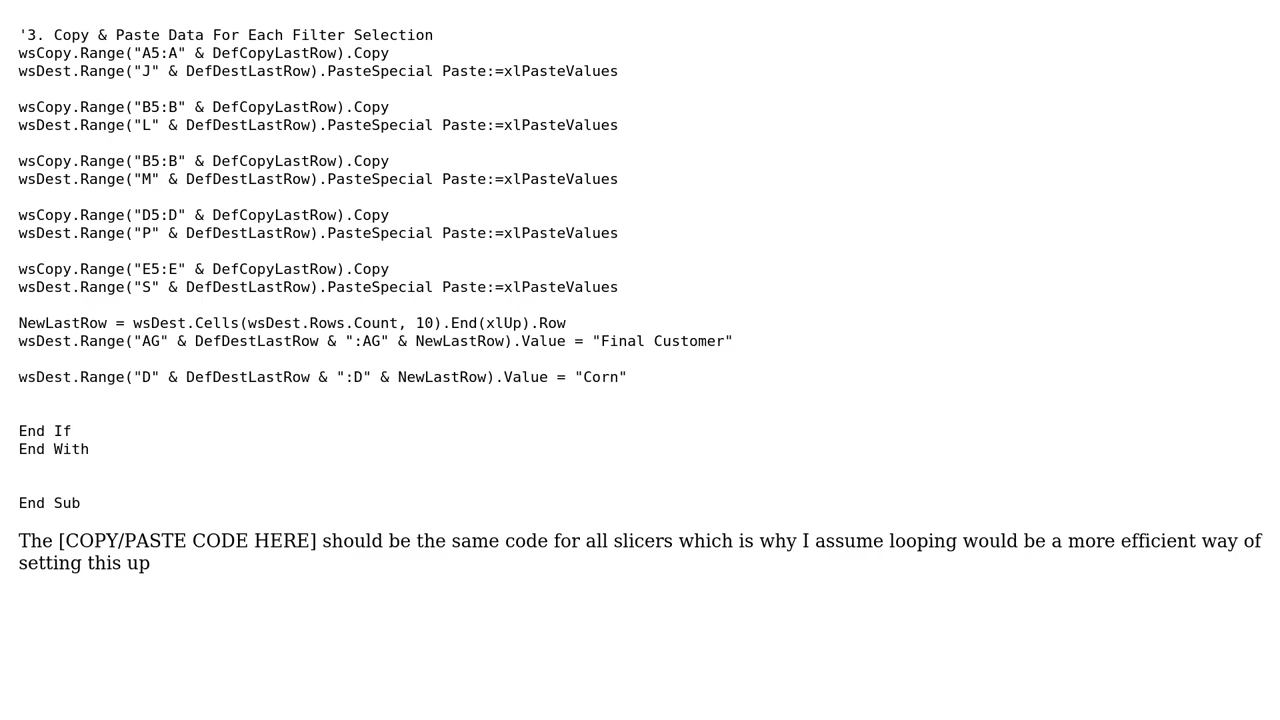 '3. Copy & Paste Data For Each Filter Selection
wsCopy.Range("A5:A" & DefCopyLastRow).Copy
wsDest.Range("J" & DefDestLastRow).PasteSpecial Paste:=xlPasteValues
wsCopy.Range("B5:B" & DefCopyLastRow).Copy
wsDest.Range("L" & DefDestLastRow).PasteSpecial Paste:=xlPasteValues
wsCopy.Range("B5:B" & DefCopyLastRow).Copy
wsDest.Range("M" & DefDestLastRow).PasteSpecial Paste:=xlPasteValues
wsCopy.Range("D5:D" & DefCopyLastRow).Copy
wsDest.Range("P" & DefDestLastRow).PasteSpecial Paste:=xlPasteValues
wsCopy.Range("E5:E" & DefCopyLastRow).Copy
wsDest.Range("S" & DefDestLastRow).PasteSpecial Paste:=xlPasteValues
NewLastRow = wsDest.Cells(wsDest.Rows.Count, 10).End(xlUp).Row
wsDest.Range("AG" & DefDestLastRow & ":AG" & NewLastRow).Value = "Final Customer"
wsDest.Range("D" & DefDestLastRow & ":D" & NewLastRow).Value = "Corn"
End If
End With
End Sub
The [COPY/PASTE CODE HERE] should be the same code for all slicers which is why I assume looping would be a more efficient way of
setting this up